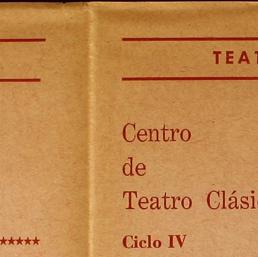 TEAT
Centro
de
Teatro Clási
Ciclo IV
★★★★★★